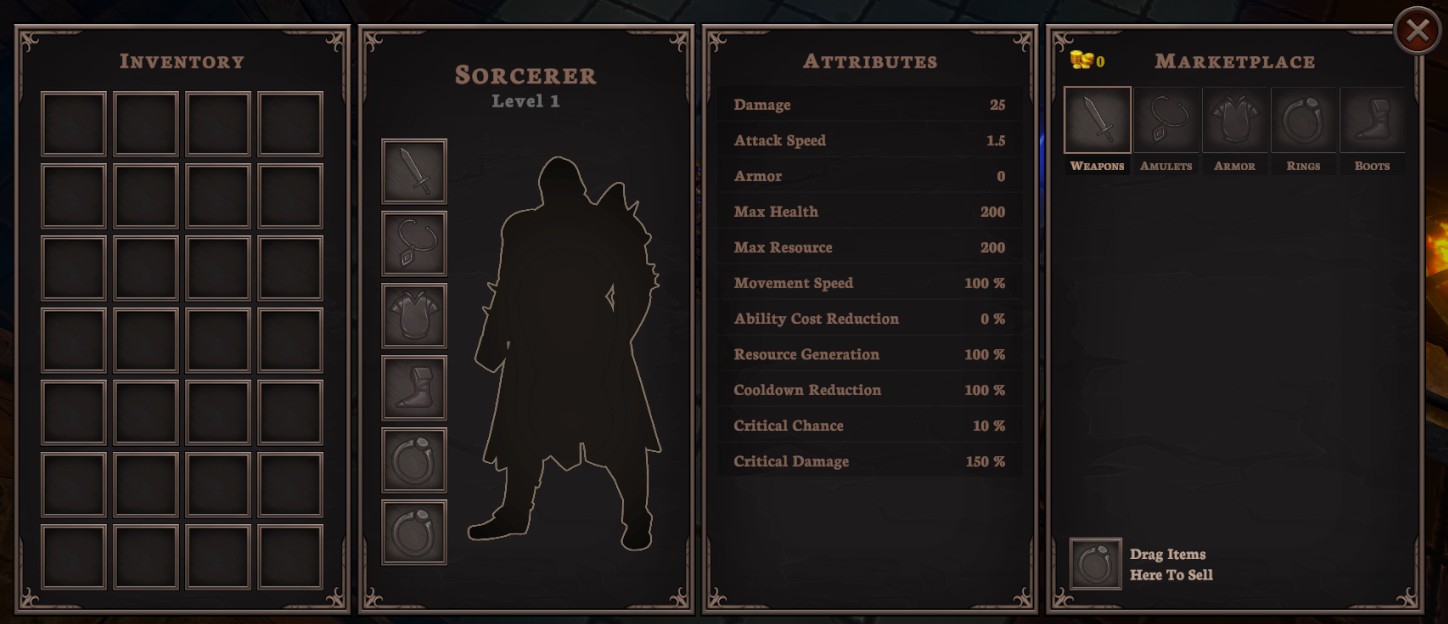 Inventory
Sorcerer
Level 1
Attributes
Damage 25
Attack Speed 1.5
Armor 0
Max Health 200
Max Resource 200
Movement Speed 100 %
Ability Cost Reduction 0 %
Resource Generation 100 %
Cooldown Reduction 100 %
Critical Chance 10 %
Critical Damage 150 %
0 Marketplace
Weapons Amulets Armor Rings Boots
Drag Items
Here To Sell